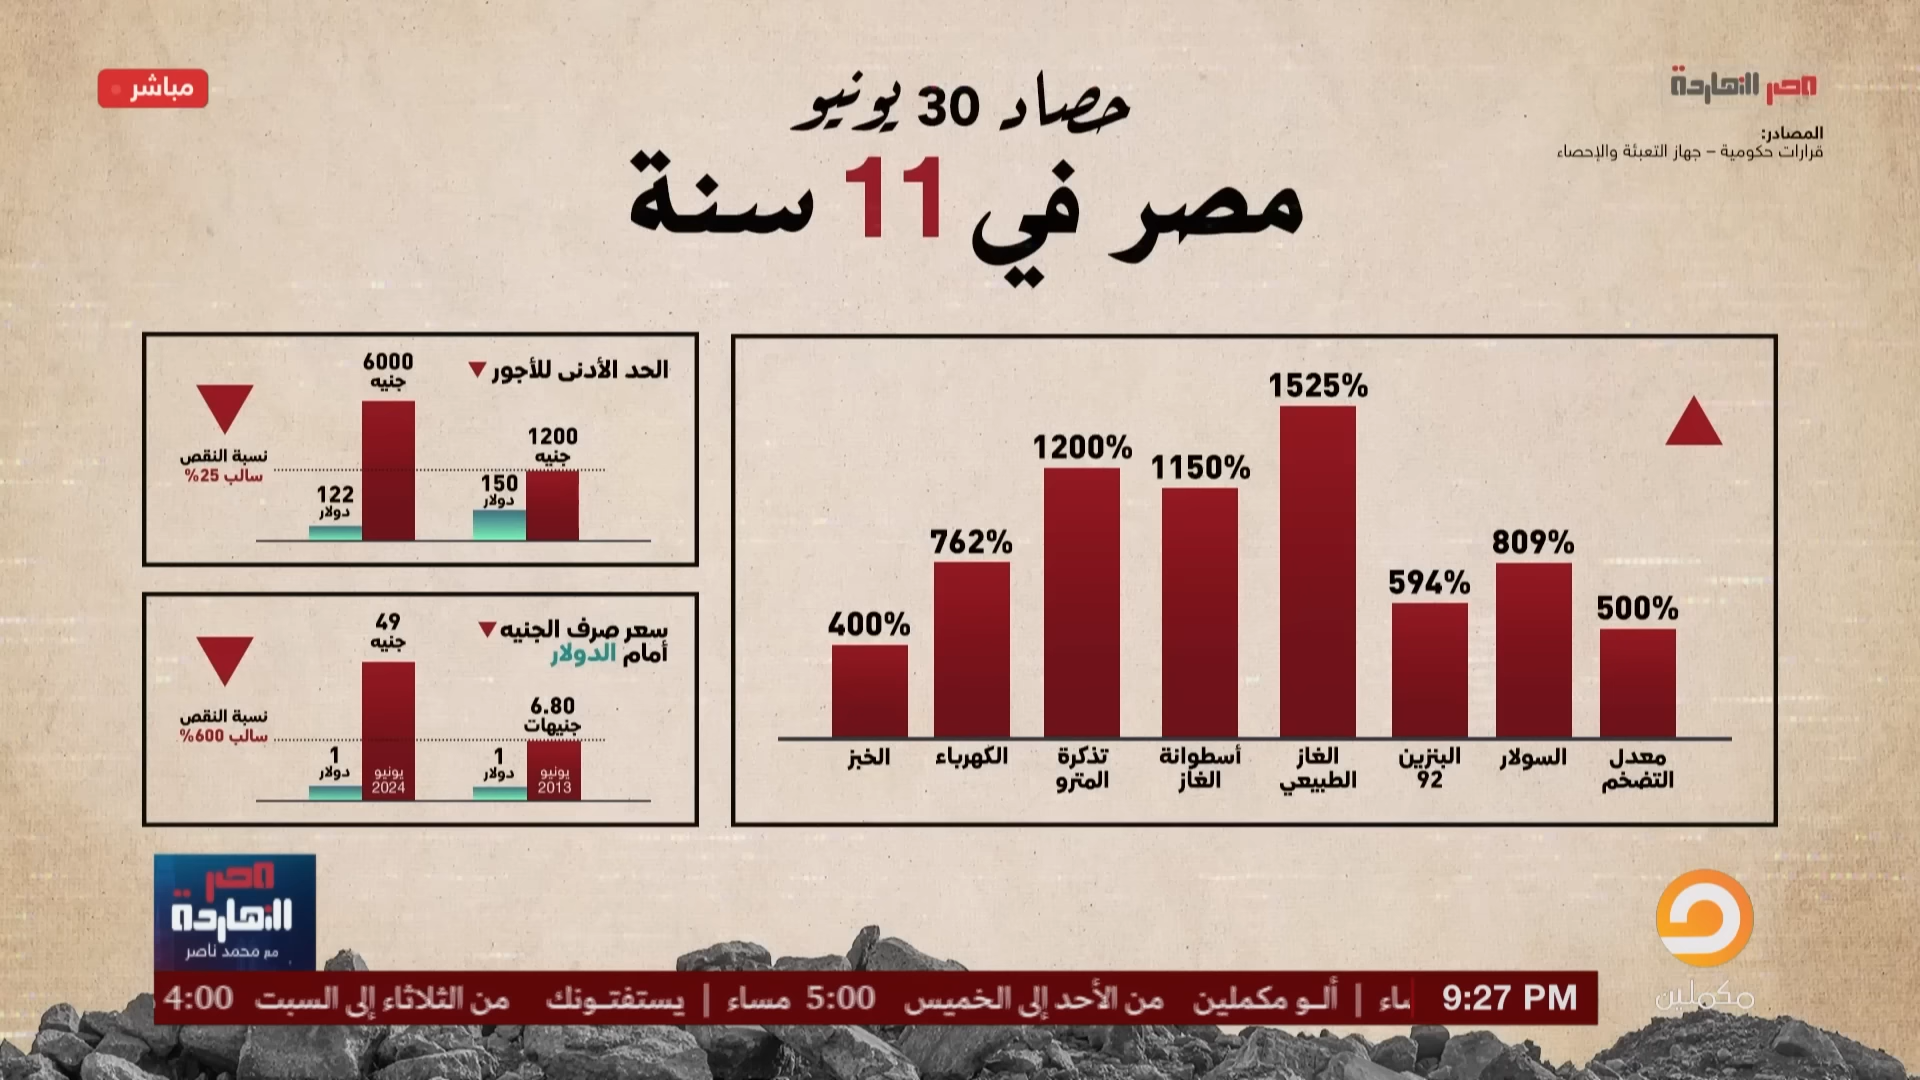 مباشر
مصر النهاردة
المصادر:
قرارات حكومية – جهاز التعبئة والإحصاء
حصاد 30 يونيو
مصر في 11 سنة
1525%
1200%
1150%
809%
762%
594%
500%
400%
معدل التضخم
السولار
البنزين 92
الغاز الطبيعي
أسطوانة الغاز
تذكرة المترو
الكهرباء
الخبز
الحد الأدنى للأجور
1200
جنيه
150
دولار
6000
جنيه
122
دولار
نسبة النقص
سالب 25%
سعر صرف الجنيه
أمام الدولار
6.80
جنيهات
يونيو
2013
1
دولار
49
جنيه
يونيو
2024
1
دولار
نسبة النقص
سالب 600%
مصر
النهاردة
مع محمد ناصر
مكملين
9:27 PM
ـاء | ألـو مكملين من الأحد إلى الخميس 5:00 مساء | يستفتـونك من الثلاثاء إلى السبت 4:00